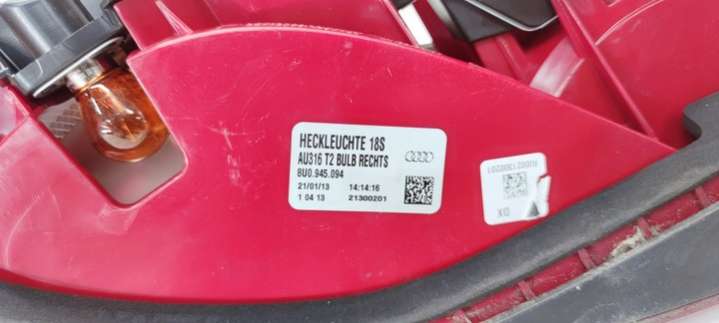 HECKLEUCHTE 18S
AU316 T2 BULB RECHTS
8U0.945.094
21/01/13 14:14:16
1 04 13 21300201
XO